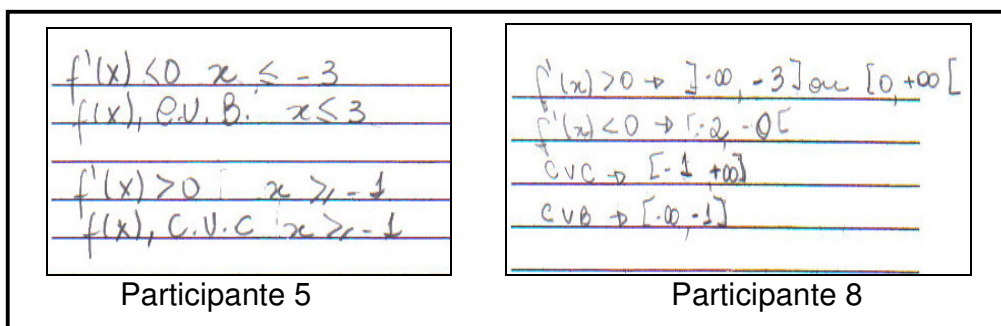 f'(x) <0 x ≤ -3
f(x), C.V.B. x ≤ 3
f'(x) >0 x ≥ -1
f(x), C.V.C x ≥ -1
Participante 5
f'(x) >0 → ]-∞, -3] ou [0, +∞[
f'(x) <0 → [-2, -0[
CVC → [-1 +∞]
CVB → [-∞ -1]
Participante 8